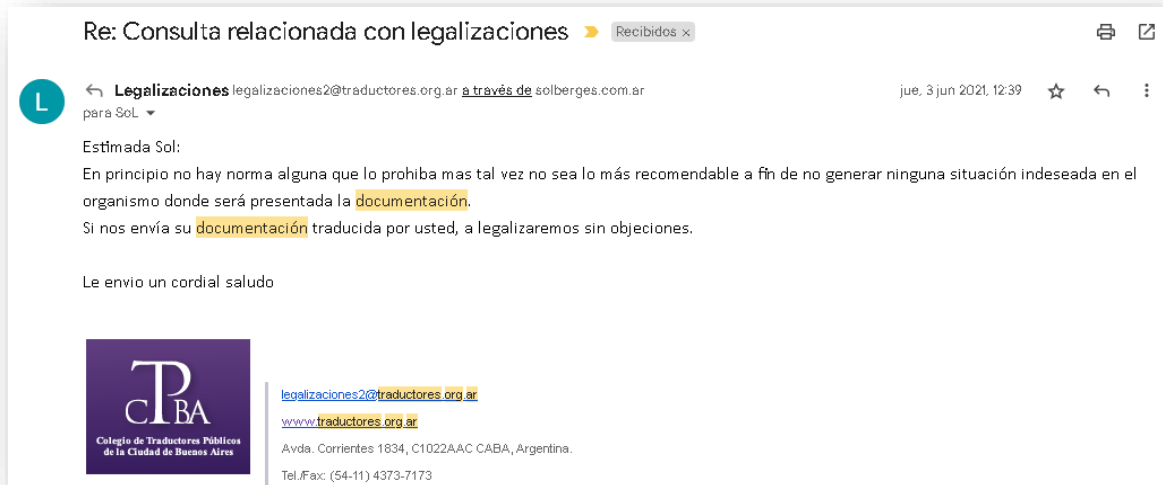 Re: Consulta relacionada con legalizaciones Recibidos x
Legalizaciones legalizaciones2@traductores.org.ar a través de solberges.com.ar jue, 3 jun 2021, 12:39
L
para SoL
Estimada Sol:
En principio no hay norma alguna que lo prohiba mas tal vez no sea lo más recomendable a fin de no generar ninguna situación indeseada en el
organismo donde será presentada la documentación.
Si nos envía su documentación traducida por usted, a legalizaremos sin objeciones.
Le envio un cordial saludo
CTPBA
Colegio de Traductores Públicos
de la Ciudad de Buenos Aires
legalizaciones2@traductores.org.ar
www.traductores.org.ar
Avda. Corrientes 1834, C1022AAC CABA, Argentina.
Tel./Fax: (54-11) 4373-7173